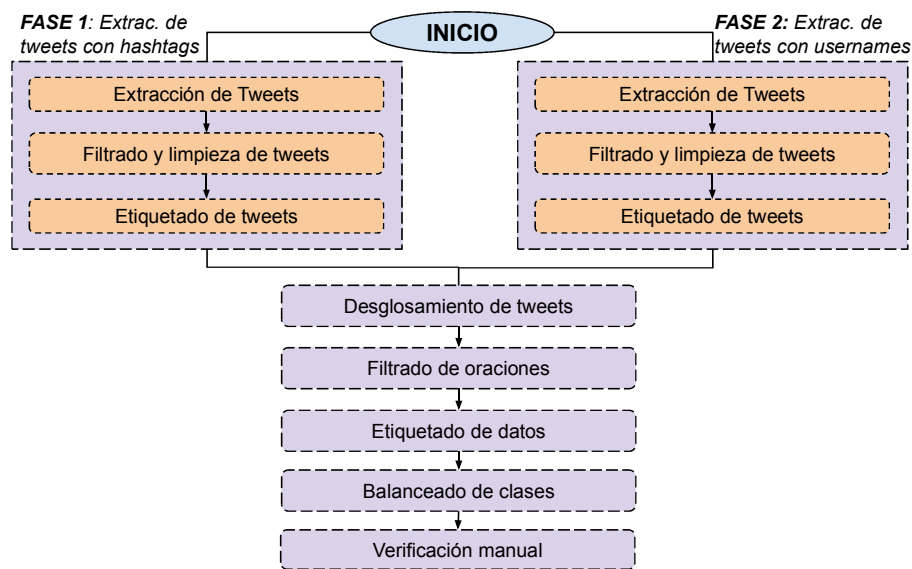 INICIO
FASE 1: Extrac. de
tweets con hashtags
Extracción de Tweets
Filtrado y limpieza de tweets
Etiquetado de tweets
FASE 2: Extrac. de
tweets con usernames
Extracción de Tweets
Filtrado y limpieza de tweets
Etiquetado de tweets
Desglosamiento de tweets
Filtrado de oraciones
Etiquetado de datos
Balanceado de clases
Verificación manual